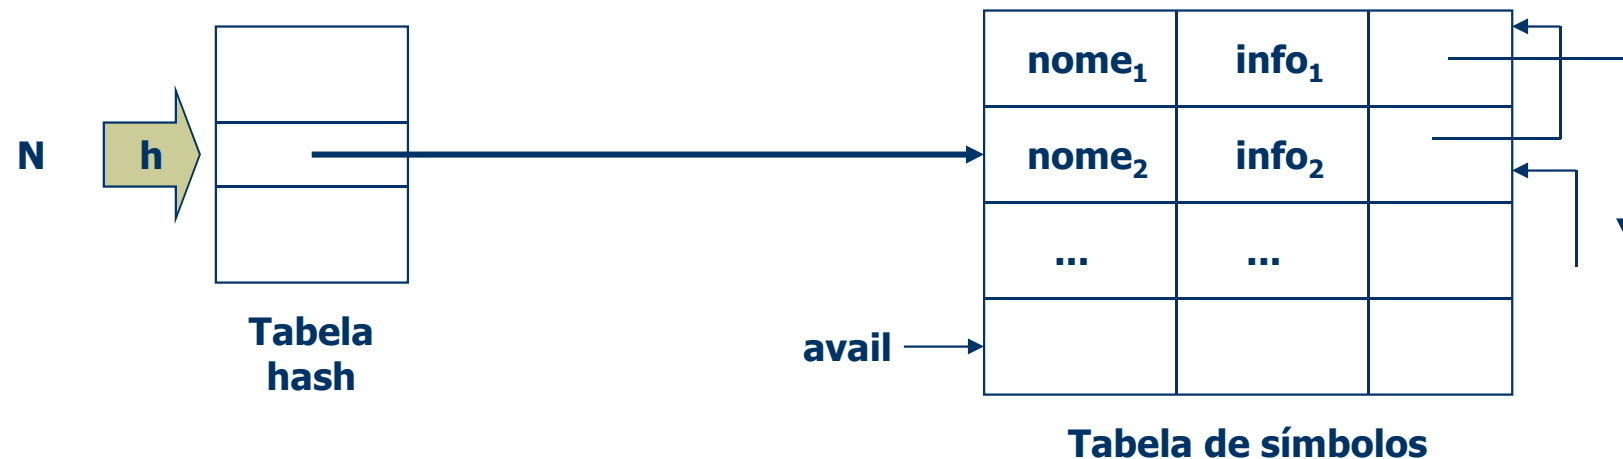 nome₁ info₁
N h nome₂ info₂
... ...
Tabela
hash
avail
Tabela de símbolos